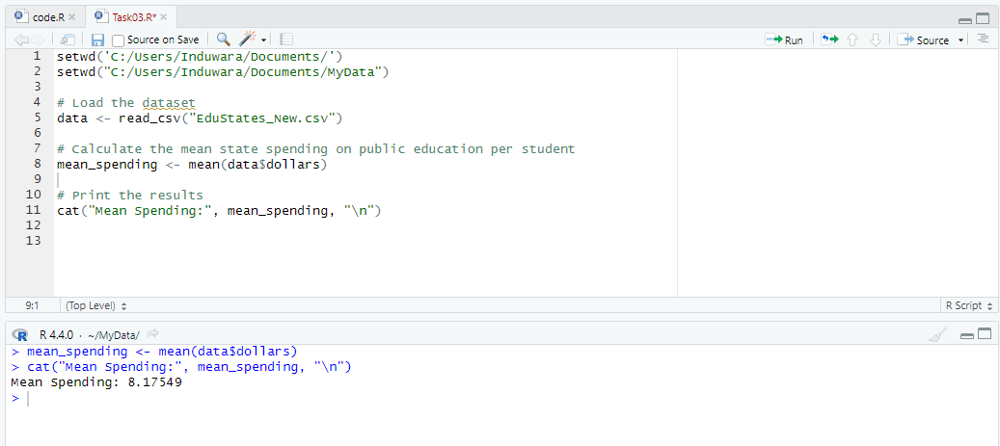 code.R
Task03.R*
Source on Save
Run
Source
1 setwd('C:/Users/Induwara/Documents/')
2 setwd("C:/Users/Induwara/Documents/MyData")
3
4 # Load the dataset
5 data <- read_csv("EduStates_New.csv")
6
7 # Calculate the mean state spending on public education per student
8 mean_spending <- mean(data$dollars)
9
10 # Print the results
11 cat("Mean Spending:", mean_spending, "\n")
12
13
9:1 (Top Level) R Script
R R 4.4.0 · ~/MyData/
> mean_spending <- mean(data$dollars)
> cat("Mean Spending:", mean_spending, "\n")
Mean Spending: 8.17549
>